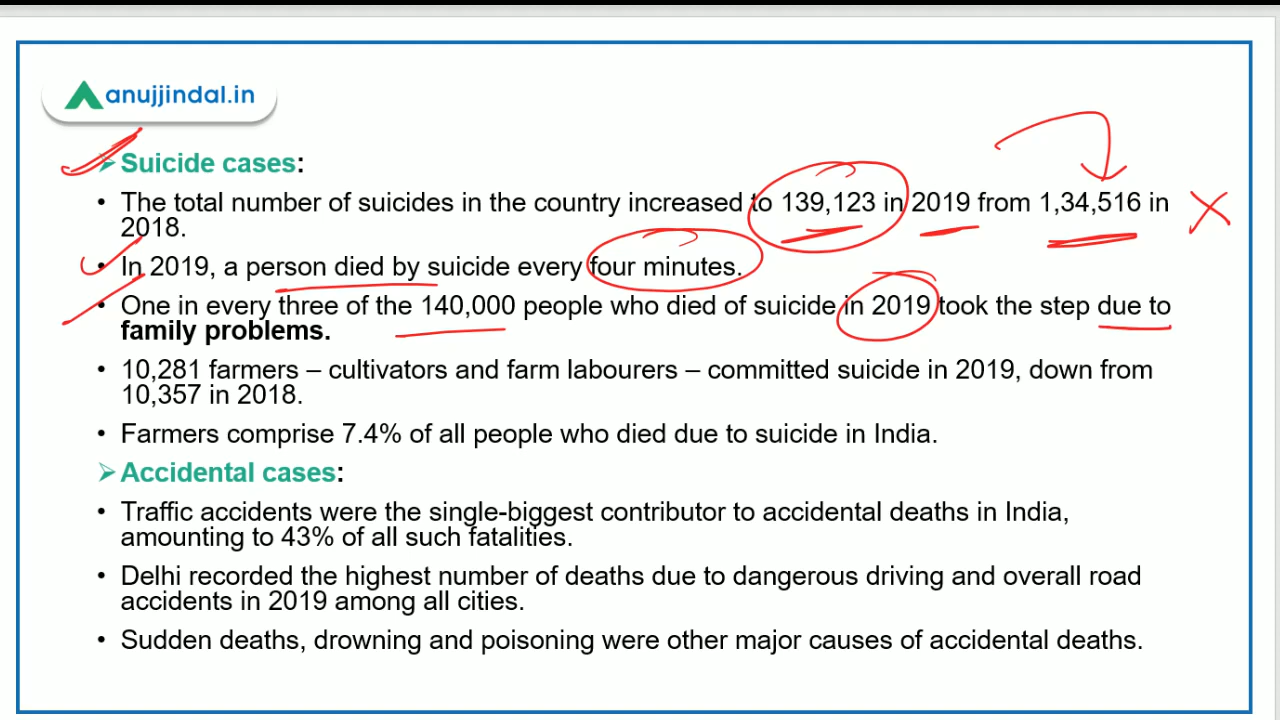 anujjindal.in
➢ Suicide cases:
• The total number of suicides in the country increased to 139,123 in 2019 from 1,34,516 in
2018.
• In 2019, a person died by suicide every four minutes.
• One in every three of the 140,000 people who died of suicide in 2019 took the step due to
family problems.
• 10,281 farmers – cultivators and farm labourers – committed suicide in 2019, down from
10,357 in 2018.
• Farmers comprise 7.4% of all people who died due to suicide in India.
➢ Accidental cases:
• Traffic accidents were the single-biggest contributor to accidental deaths in India,
amounting to 43% of all such fatalities.
• Delhi recorded the highest number of deaths due to dangerous driving and overall road
accidents in 2019 among all cities.
• Sudden deaths, drowning and poisoning were other major causes of accidental deaths.